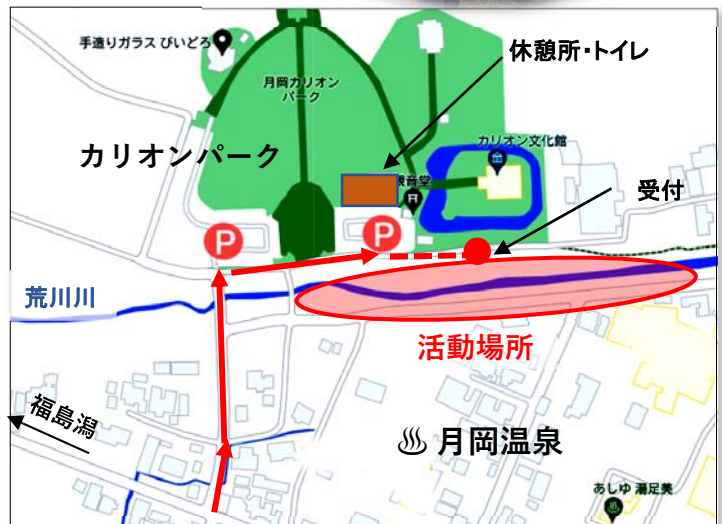 手造りガラス びいどろ
休憩所・トイレ
月岡カリオン
パーク
カリオンパーク
カリオン文化館
観音堂
受付
P
P
荒川川
活動場所
福島潟
♨ 月岡温泉
あしゆ 湯足美